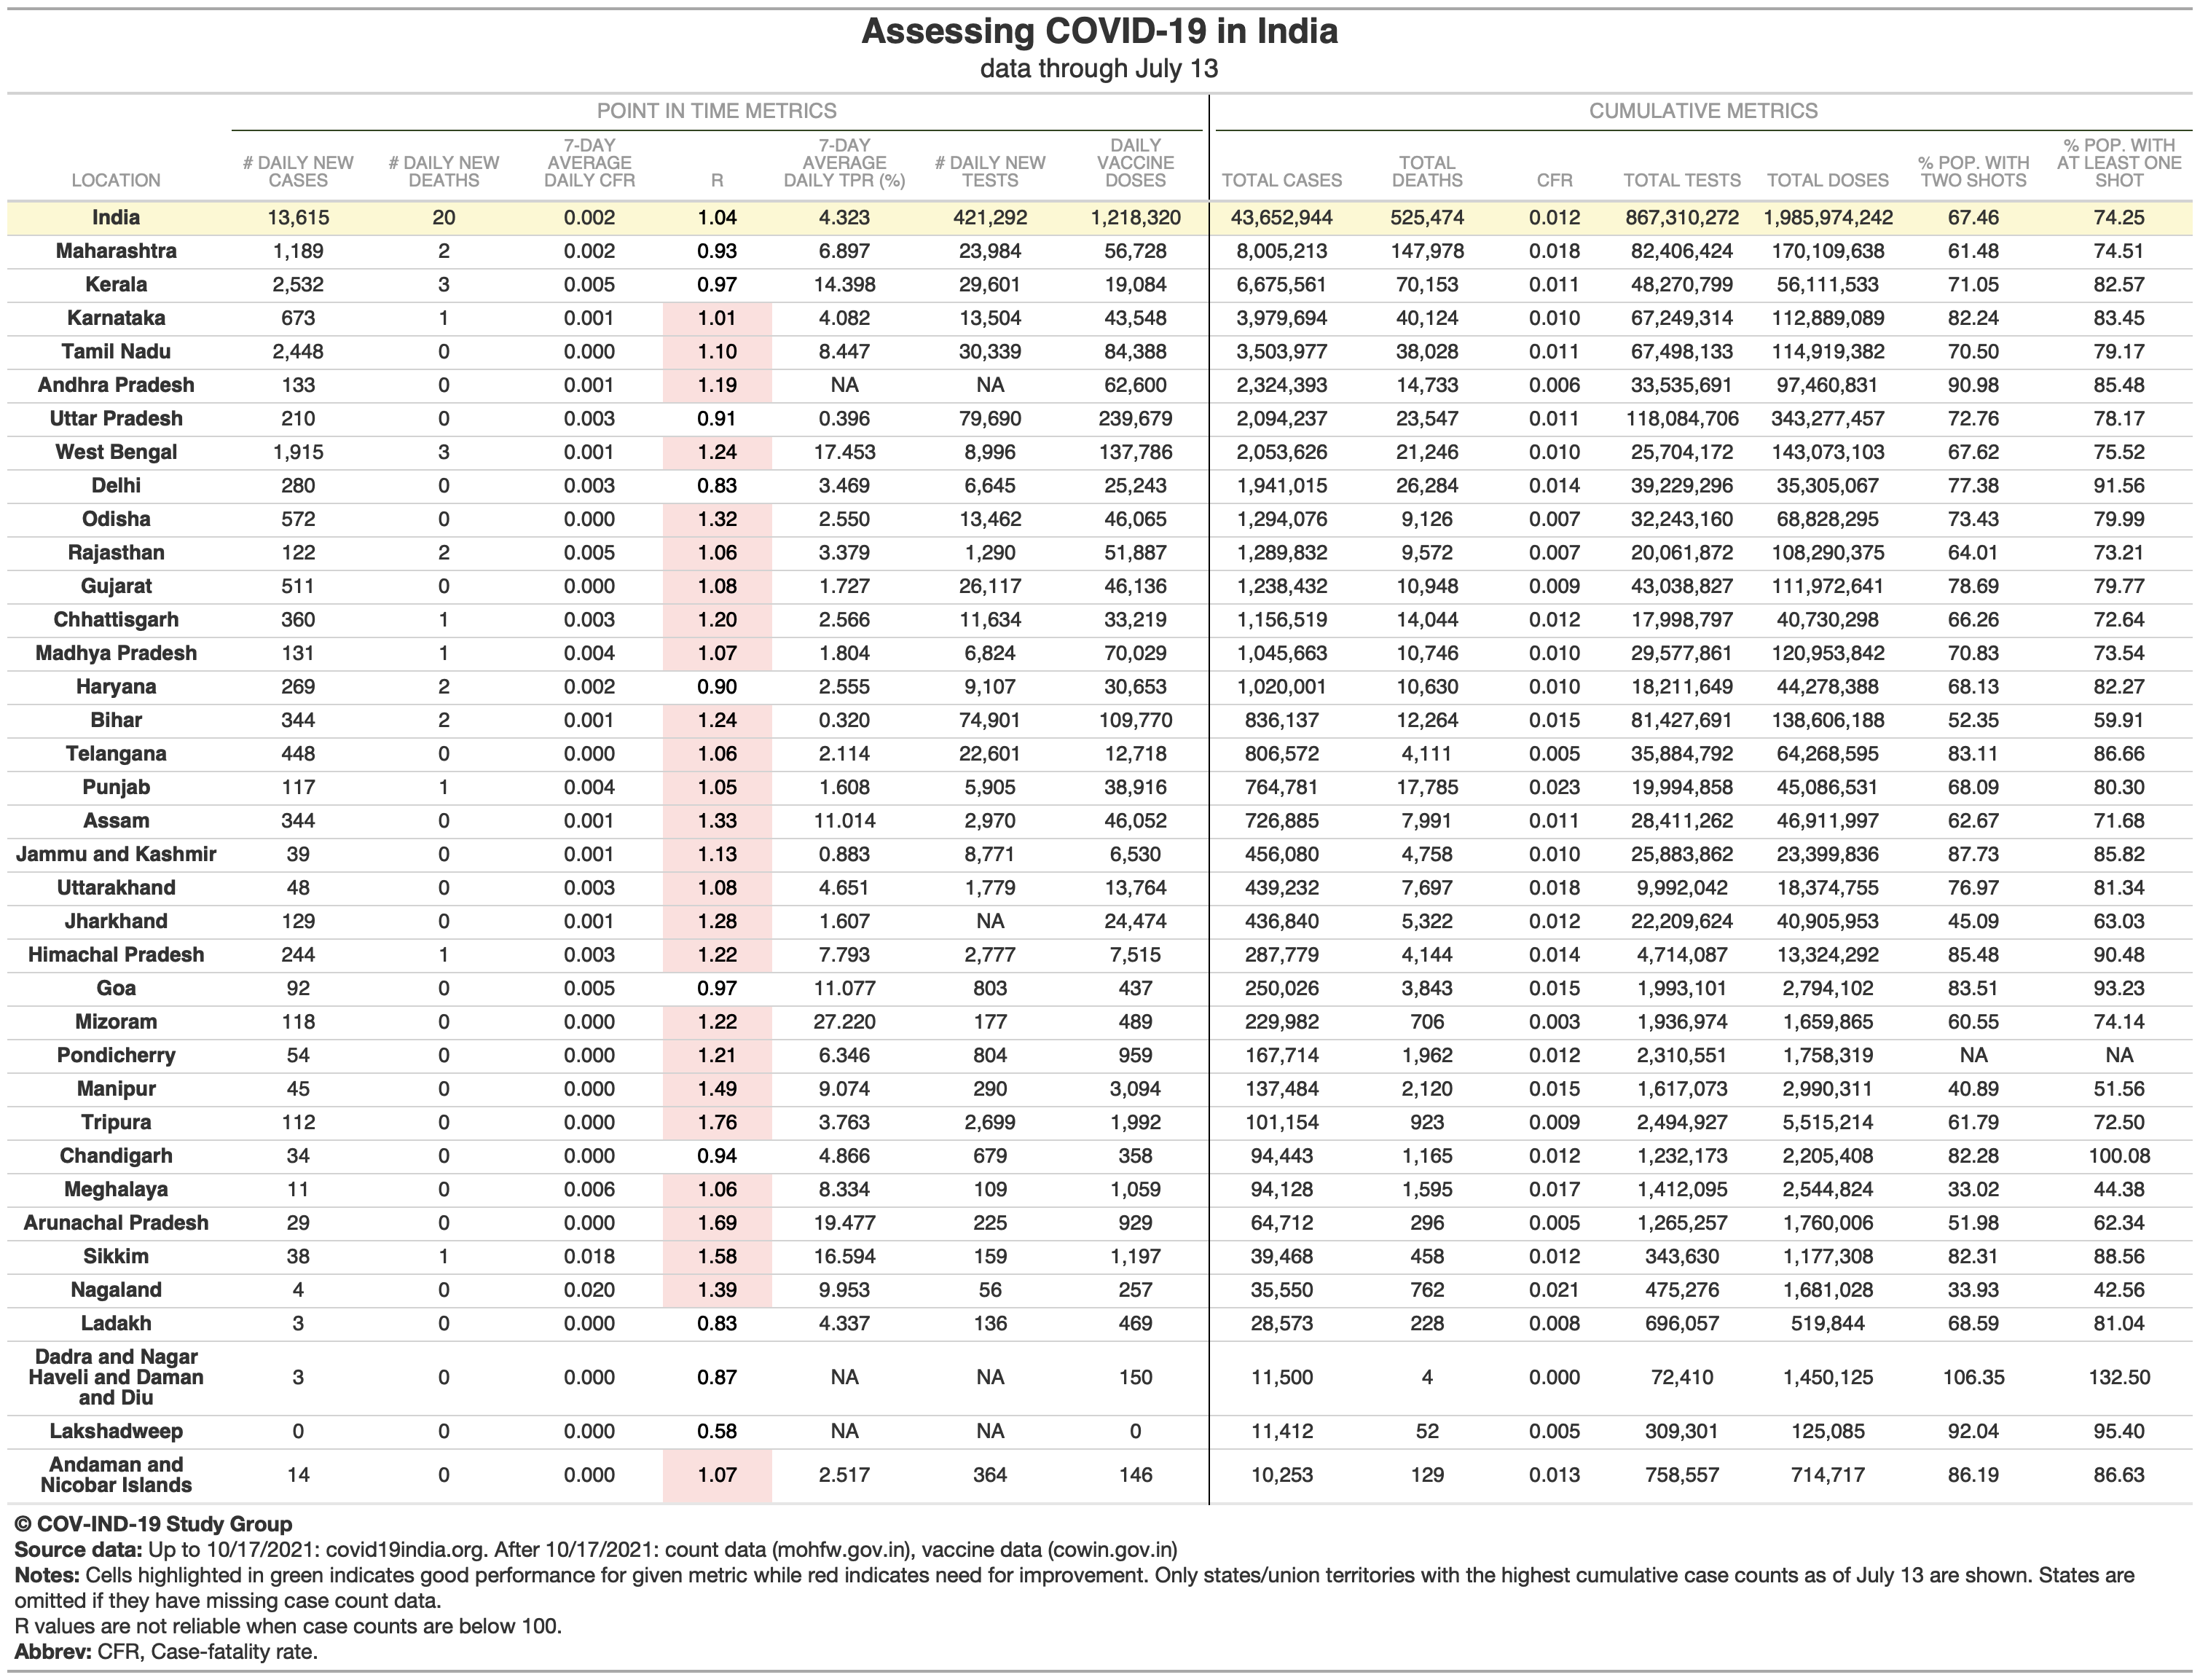 Assessing COVID-19 in India
data through July 13
POINT IN TIME METRICS CUMULATIVE METRICS
LOCATION # DAILY NEW CASES # DAILY NEW DEATHS 7-DAY AVERAGE DAILY CFR R 7-DAY AVERAGE DAILY TPR (%) # DAILY NEW TESTS DAILY VACCINE DOSES TOTAL CASES TOTAL DEATHS CFR TOTAL TESTS TOTAL DOSES % POP. WITH TWO SHOTS % POP. WITH AT LEAST ONE SHOT
India 13,615 20 0.002 1.04 4.323 421,292 1,218,320 43,652,944 525,474 0.012 867,310,272 1,985,974,242 67.46 74.25
Maharashtra 1,189 2 0.002 0.93 6.897 23,984 56,728 8,005,213 147,978 0.018 82,406,424 170,109,638 61.48 74.51
Kerala 2,532 3 0.005 0.97 14.398 29,601 19,084 6,675,561 70,153 0.011 48,270,799 56,111,533 71.05 82.57
Karnataka 673 1 0.001 1.01 4.082 13,504 43,548 3,979,694 40,124 0.010 67,249,314 112,889,089 82.24 83.45
Tamil Nadu 2,448 0 0.000 1.10 8.447 30,339 84,388 3,503,977 38,028 0.011 67,498,133 114,919,382 70.50 79.17
Andhra Pradesh 133 0 0.001 1.19 NA NA 62,600 2,324,393 14,733 0.006 33,535,691 97,460,831 90.98 85.48
Uttar Pradesh 210 0 0.003 0.91 0.396 79,690 239,679 2,094,237 23,547 0.011 118,084,706 343,277,457 72.76 78.17
West Bengal 1,915 3 0.001 1.24 17.453 8,996 137,786 2,053,626 21,246 0.010 25,704,172 143,073,103 67.62 75.52
Delhi 280 0 0.003 0.83 3.469 6,645 25,243 1,941,015 26,284 0.014 39,229,296 35,305,067 77.38 91.56
Odisha 572 0 0.000 1.32 2.550 13,462 46,065 1,294,076 9,126 0.007 32,243,160 68,828,295 73.43 79.99
Rajasthan 122 2 0.005 1.06 3.379 1,290 51,887 1,289,832 9,572 0.007 20,061,872 108,290,375 64.01 73.21
Gujarat 511 0 0.000 1.08 1.727 26,117 46,136 1,238,432 10,948 0.009 43,038,827 111,972,641 78.69 79.77
Chhattisgarh 360 1 0.003 1.20 2.566 11,634 33,219 1,156,519 14,044 0.012 17,998,797 40,730,298 66.26 72.64
Madhya Pradesh 131 1 0.004 1.07 1.804 6,824 70,029 1,045,663 10,746 0.010 29,577,861 120,953,842 70.83 73.54
Haryana 269 2 0.002 0.90 2.555 9,107 30,653 1,020,001 10,630 0.010 18,211,649 44,278,388 68.13 82.27
Bihar 344 2 0.001 1.24 0.320 74,901 109,770 836,137 12,264 0.015 81,427,691 138,606,188 52.35 59.91
Telangana 448 0 0.000 1.06 2.114 22,601 12,718 806,572 4,111 0.005 35,884,792 64,268,595 83.11 86.66
Punjab 117 1 0.004 1.05 1.608 5,905 38,916 764,781 17,785 0.023 19,994,858 45,086,531 68.09 80.30
Assam 344 0 0.001 1.33 11.014 2,970 46,052 726,885 7,991 0.011 28,411,262 46,911,997 62.67 71.68
Jammu and Kashmir 39 0 0.001 1.13 0.883 8,771 6,530 456,080 4,758 0.010 25,883,862 23,399,836 87.73 85.82
Uttarakhand 48 0 0.003 1.08 4.651 1,779 13,764 439,232 7,697 0.018 9,992,042 18,374,755 76.97 81.34
Jharkhand 129 0 0.001 1.28 1.607 NA 24,474 436,840 5,322 0.012 22,209,624 40,905,953 45.09 63.03
Himachal Pradesh 244 1 0.003 1.22 7.793 2,777 7,515 287,779 4,144 0.014 4,714,087 13,324,292 85.48 90.48
Goa 92 0 0.005 0.97 11.077 803 437 250,026 3,843 0.015 1,993,101 2,794,102 83.51 93.23
Mizoram 118 0 0.000 1.22 27.220 177 489 229,982 706 0.003 1,936,974 1,659,865 60.55 74.14
Pondicherry 54 0 0.000 1.21 6.346 804 959 167,714 1,962 0.012 2,310,551 1,758,319 NA NA
Manipur 45 0 0.000 1.49 9.074 290 3,094 137,484 2,120 0.015 1,617,073 2,990,311 40.89 51.56
Tripura 112 0 0.000 1.76 3.763 2,699 1,992 101,154 923 0.009 2,494,927 5,515,214 61.79 72.50
Chandigarh 34 0 0.000 0.94 4.866 679 358 94,443 1,165 0.012 1,232,173 2,205,408 82.28 100.08
Meghalaya 11 0 0.006 1.06 8.334 109 1,059 94,128 1,595 0.017 1,412,095 2,544,824 33.02 44.38
Arunachal Pradesh 29 0 0.000 1.69 19.477 225 929 64,712 296 0.005 1,265,257 1,760,006 51.98 62.34
Sikkim 38 1 0.018 1.58 16.594 159 1,197 39,468 458 0.012 343,630 1,177,308 82.31 88.56
Nagaland 4 0 0.020 1.39 9.953 56 257 35,550 762 0.021 475,276 1,681,028 33.93 42.56
Ladakh 3 0 0.000 0.83 4.337 136 469 28,573 228 0.008 696,057 519,844 68.59 81.04
Dadra and Nagar Haveli and Daman and Diu 3 0 0.000 0.87 NA NA 150 11,500 4 0.000 72,410 1,450,125 106.35 132.50
Lakshadweep 0 0 0.000 0.58 NA NA 0 11,412 52 0.005 309,301 125,085 92.04 95.40
Andaman and Nicobar Islands 14 0 0.000 1.07 2.517 364 146 10,253 129 0.013 758,557 714,717 86.19 86.63
© COV-IND-19 Study Group
Source data: Up to 10/17/2021: covid19india.org. After 10/17/2021: count data (mohfw.gov.in), vaccine data (cowin.gov.in)
Notes: Cells highlighted in green indicates good performance for given metric while red indicates need for improvement. Only states/union territories with the highest cumulative case counts as of July 13 are shown. States are
omitted if they have missing case count data.
R values are not reliable when case counts are below 100.
Abbrev: CFR, Case-fatality rate.